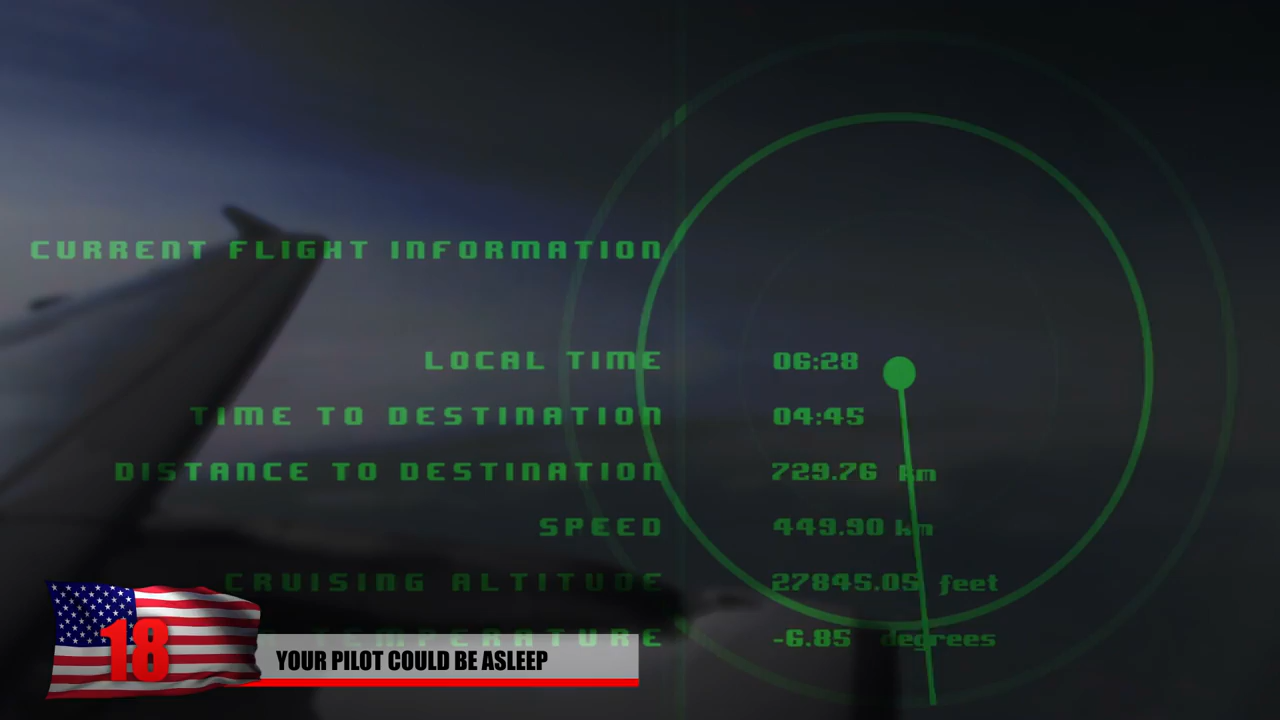 CURRENT FLIGHT INFORMATION
LOCAL TIME 06:28
TIME TO DESTINATION 04:45
DISTANCE TO DESTINATION 729.76 km
SPEED 449.90 km
CRUISING ALTITUDE 27845.05 feet
TEMPERATURE -6.85 degrees
18 YOUR PILOT COULD BE ASLEEP